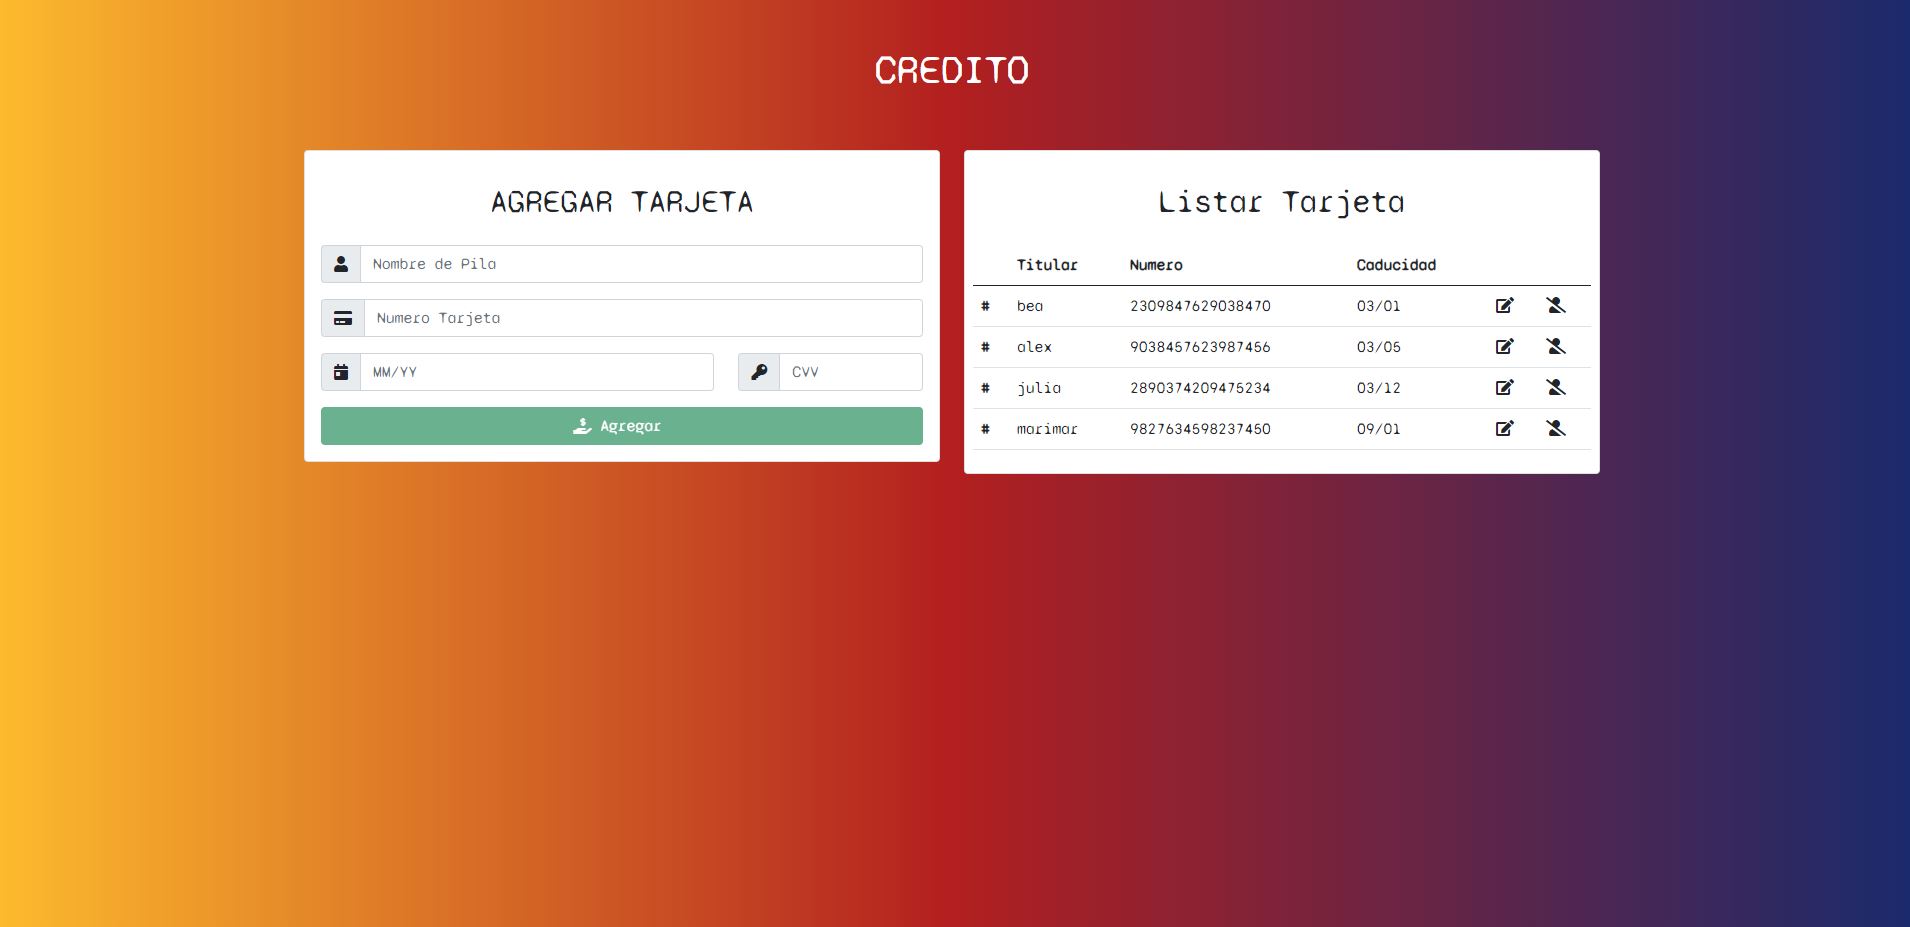 CREDITO
AGREGAR TARJETA
Nombre de Pila
Numero Tarjeta
MM/YY CVV
Agregar
Listar Tarjeta
Titular Numero Caducidad
# bea 2309847629038470 03/01
# alex 9038457623987456 03/05
# julia 2890374209475234 03/12
# marimar 9827634598237450 09/01